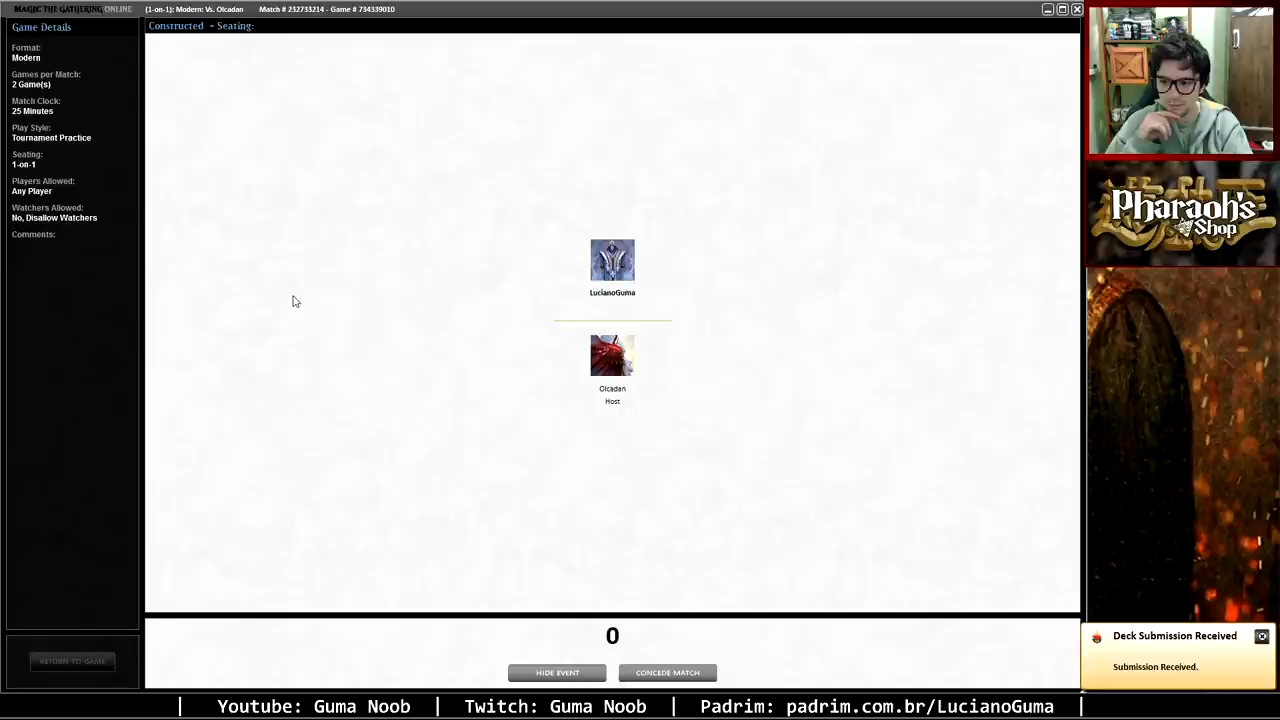 MAGIC THE GATHERING ONLINE (1-on-1): Modern: Vs. Olcadan Match # 232733214 - Game # 734339010
Game Details
Constructed - Seating:
Format:
Modern
Games per Match:
2 Game(s)
Match Clock:
25 Minutes
Play Style:
Tournament Practice
Seating:
1-on-1
Players Allowed:
Any Player
Watchers Allowed:
No, Disallow Watchers
Comments:
LucianoGuma
Olcadan
Host
0
HIDE EVENT
CONCEDE MATCH
RETURN TO GAME
Pharaoh's
Shop
Deck Submission Received
Submission Received.
| Youtube: Guma Noob | Twitch: Guma Noob | Padrim: padrim.com.br/LucianoGuma |